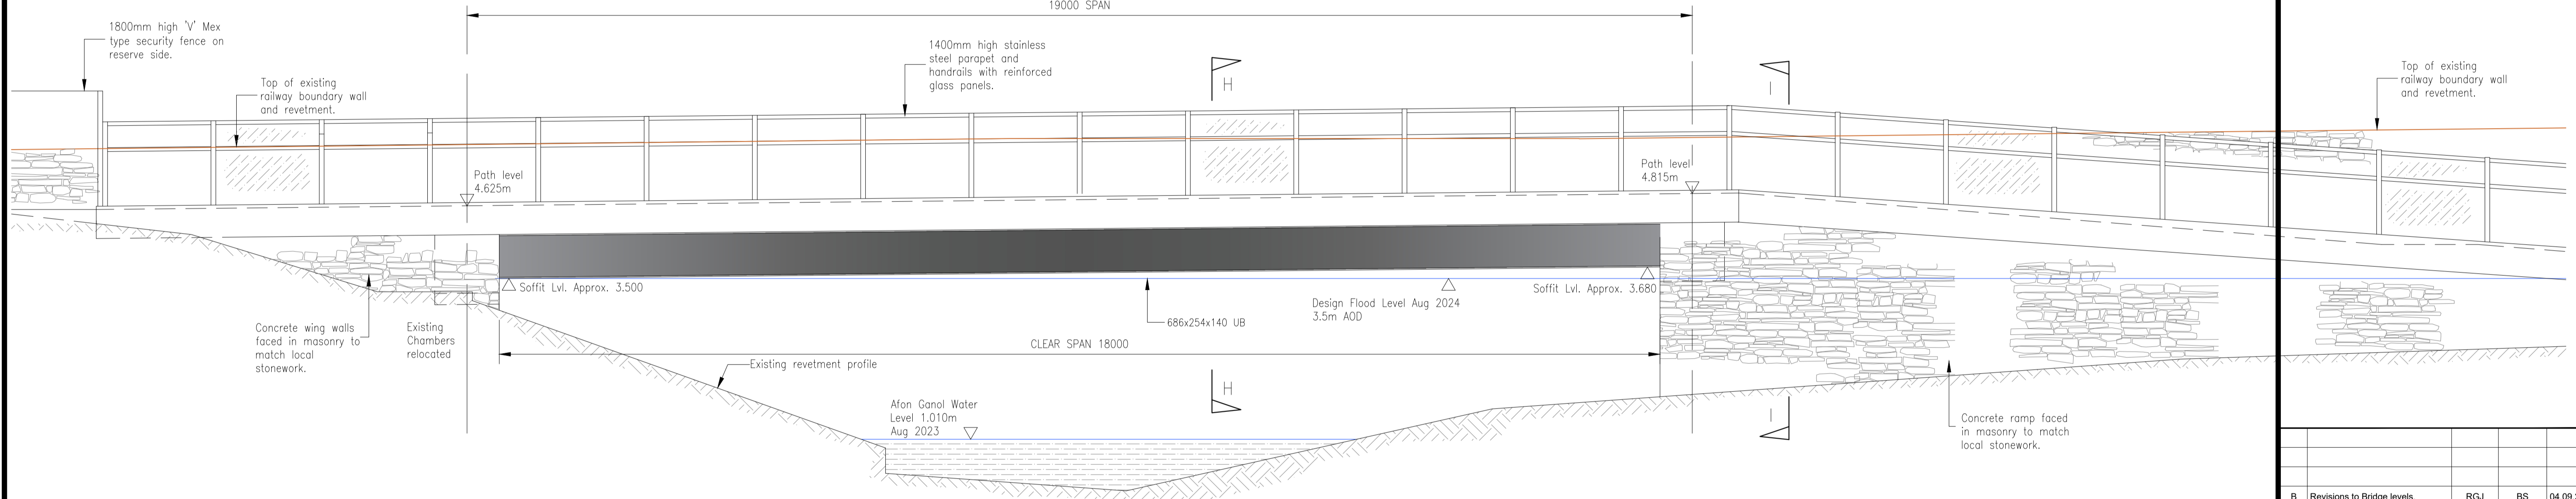 19000 SPAN
1800mm high 'V' Mex
type security fence on
reserve side.
Top of existing
railway boundary wall
and revetment.
1400mm high stainless
steel parapet and
handrails with reinforced
glass panels.
H
I
Top of existing
railway boundary wall
and revetment.
Path level
4.625m
Path level
4.815m
Soffit Lvl. Approx. 3.500
Soffit Lvl. Approx. 3.680
Design Flood Level Aug 2024
3.5m AOD
686x254x140 UB
Concrete wing walls
faced in masonry to
match local
stonework.
Existing
Chambers
relocated
CLEAR SPAN 18000
Existing revetment profile
H
I
Afon Ganol Water
Level 1.010m
Aug 2023
Concrete ramp faced
in masonry to match
local stonework.
B Revisions to Bridge levels RGJ BS 04.09